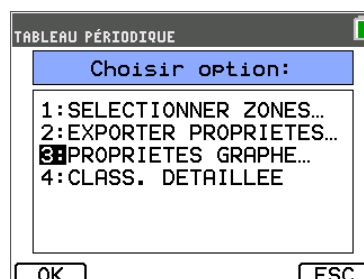 TABLEAU PÉRIODIQUE
Choisir option:
1:SELECTIONNER ZONES…
2:EXPORTER PROPRIETES…
3:PROPRIETES GRAPHE…
4:CLASS. DETAILLEE
OK
ESC